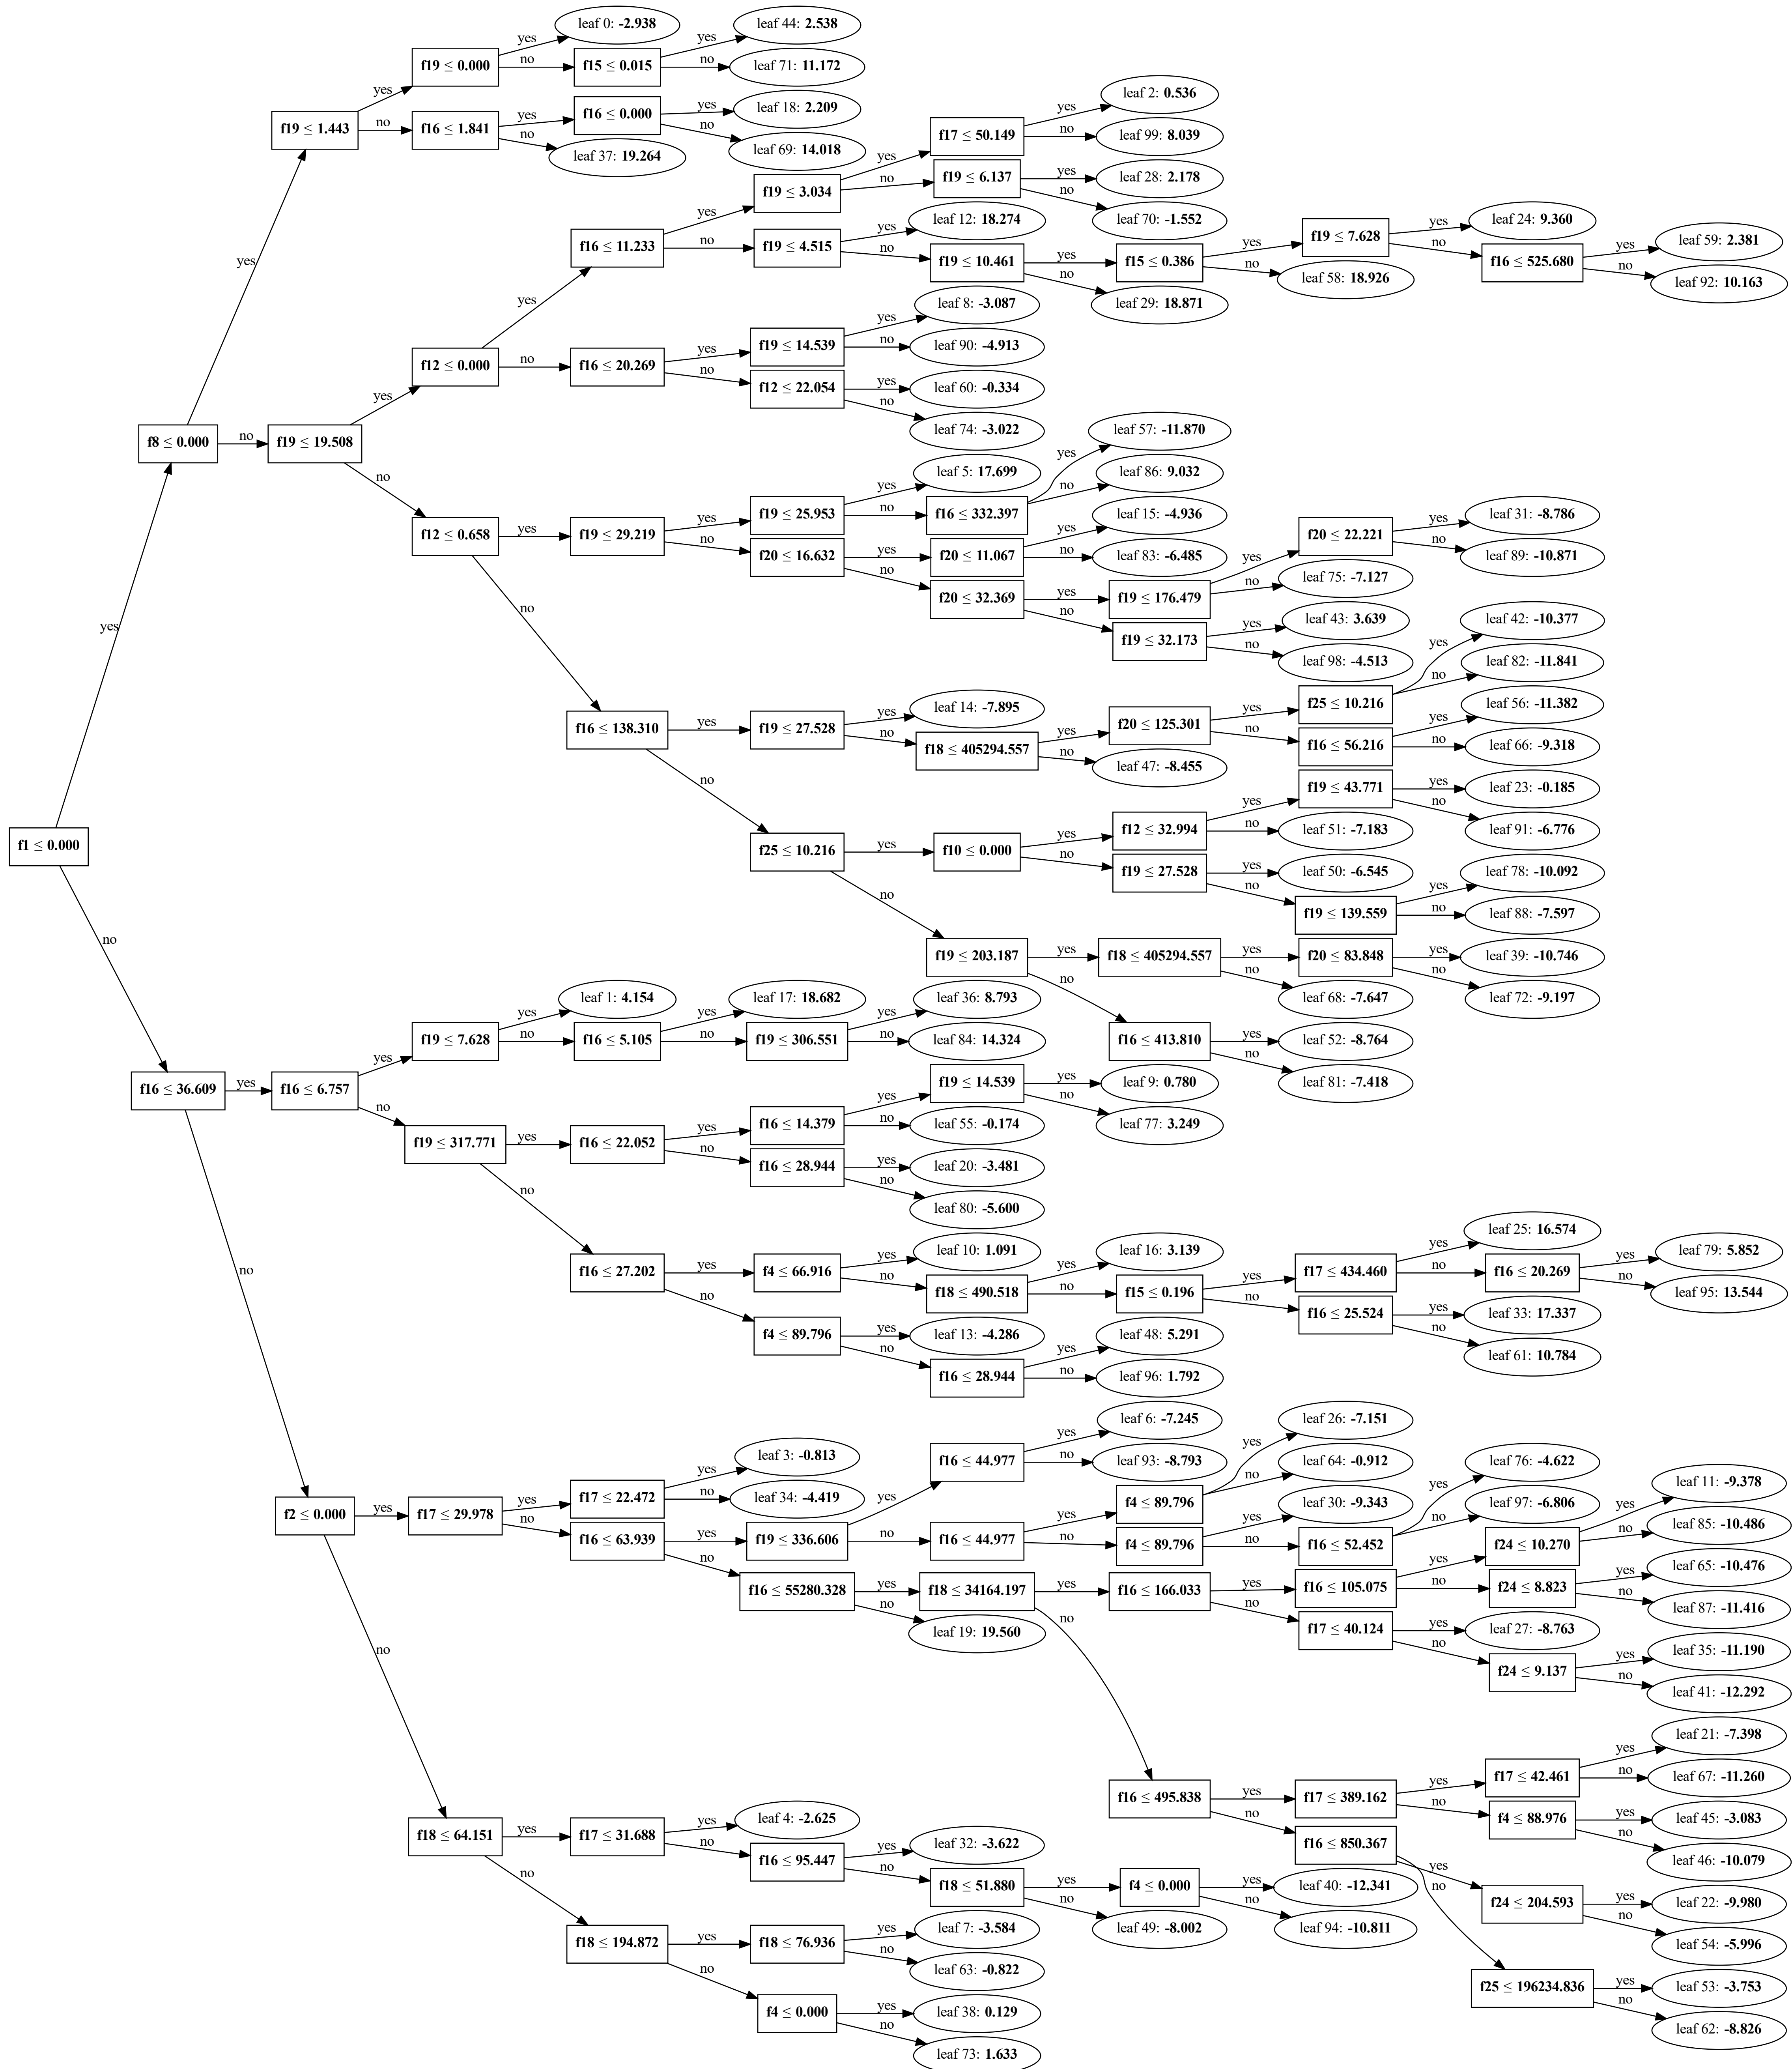 f1 ≤ 0.000
yes
f8 ≤ 0.000
yes
f19 ≤ 1.443
yes
f19 ≤ 0.000
yes
leaf 0: -2.938
no
f15 ≤ 0.015
yes
leaf 44: 2.538
no
leaf 71: 11.172
no
f16 ≤ 1.841
yes
f16 ≤ 0.000
yes
leaf 18: 2.209
no
leaf 69: 14.018
no
leaf 37: 19.264
no
f19 ≤ 19.508
yes
f12 ≤ 0.000
yes
f16 ≤ 11.233
yes
f19 ≤ 3.034
yes
f17 ≤ 50.149
yes
leaf 2: 0.536
no
leaf 99: 8.039
no
f19 ≤ 6.137
yes
leaf 28: 2.178
no
leaf 70: -1.552
no
f19 ≤ 4.515
yes
leaf 12: 18.274
no
f19 ≤ 10.461
yes
f15 ≤ 0.386
yes
f19 ≤ 7.628
yes
leaf 24: 9.360
no
f16 ≤ 525.680
yes
leaf 59: 2.381
no
leaf 92: 10.163
no
leaf 58: 18.926
no
leaf 29: 18.871
no
f16 ≤ 20.269
yes
f19 ≤ 14.539
yes
leaf 8: -3.087
no
leaf 90: -4.913
no
f12 ≤ 22.054
yes
leaf 60: -0.334
no
leaf 74: -3.022
no
f12 ≤ 0.658
yes
f19 ≤ 29.219
yes
f19 ≤ 25.953
yes
leaf 5: 17.699
no
f16 ≤ 332.397
yes
leaf 57: -11.870
no
leaf 86: 9.032
no
f20 ≤ 16.632
yes
f20 ≤ 11.067
yes
leaf 15: -4.936
no
leaf 83: -6.485
no
f20 ≤ 32.369
yes
f19 ≤ 176.479
yes
f20 ≤ 22.221
yes
leaf 31: -8.786
no
leaf 89: -10.871
no
leaf 75: -7.127
no
f19 ≤ 32.173
yes
leaf 43: 3.639
no
leaf 98: -4.513
no
f16 ≤ 138.310
yes
f19 ≤ 27.528
yes
leaf 14: -7.895
no
f18 ≤ 405294.557
yes
f20 ≤ 125.301
yes
f25 ≤ 10.216
yes
leaf 42: -10.377
no
leaf 82: -11.841
no
f16 ≤ 56.216
yes
leaf 56: -11.382
no
leaf 66: -9.318
no
leaf 47: -8.455
no
f25 ≤ 10.216
yes
f10 ≤ 0.000
yes
f12 ≤ 32.994
yes
f19 ≤ 43.771
yes
leaf 23: -0.185
no
leaf 91: -6.776
no
leaf 51: -7.183
no
f19 ≤ 27.528
yes
leaf 50: -6.545
no
f19 ≤ 139.559
yes
leaf 78: -10.092
no
leaf 88: -7.597
no
f19 ≤ 203.187
yes
f18 ≤ 405294.557
yes
f20 ≤ 83.848
yes
leaf 39: -10.746
no
leaf 72: -9.197
no
leaf 68: -7.647
no
f16 ≤ 413.810
yes
leaf 52: -8.764
no
leaf 81: -7.418
no
f16 ≤ 36.609
yes
f16 ≤ 6.757
yes
f19 ≤ 7.628
yes
leaf 1: 4.154
no
f16 ≤ 5.105
yes
leaf 17: 18.682
no
f19 ≤ 306.551
yes
leaf 36: 8.793
no
leaf 84: 14.324
no
f19 ≤ 317.771
yes
f16 ≤ 22.052
yes
f16 ≤ 14.379
yes
f19 ≤ 14.539
yes
leaf 9: 0.780
no
leaf 77: 3.249
no
leaf 55: -0.174
no
f16 ≤ 28.944
yes
leaf 20: -3.481
no
leaf 80: -5.600
no
f16 ≤ 27.202
yes
f4 ≤ 66.916
yes
leaf 10: 1.091
no
f18 ≤ 490.518
yes
leaf 16: 3.139
no
f15 ≤ 0.196
yes
f17 ≤ 434.460
yes
leaf 25: 16.574
no
f16 ≤ 20.269
yes
leaf 79: 5.852
no
leaf 95: 13.544
no
f16 ≤ 25.524
yes
leaf 33: 17.337
no
leaf 61: 10.784
no
f4 ≤ 89.796
yes
leaf 13: -4.286
no
f16 ≤ 28.944
yes
leaf 48: 5.291
no
leaf 96: 1.792
no
f2 ≤ 0.000
yes
f17 ≤ 29.978
yes
f17 ≤ 22.472
yes
leaf 3: -0.813
no
leaf 34: -4.419
no
f16 ≤ 63.939
yes
f19 ≤ 336.606
yes
f16 ≤ 44.977
yes
leaf 6: -7.245
no
leaf 93: -8.793
no
f16 ≤ 44.977
yes
f4 ≤ 89.796
yes
leaf 26: -7.151
no
leaf 64: -0.912
no
f4 ≤ 89.796
yes
leaf 30: -9.343
no
f16 ≤ 52.452
yes
leaf 76: -4.622
no
leaf 97: -6.806
no
f16 ≤ 55280.328
yes
f18 ≤ 34164.197
yes
f16 ≤ 166.033
yes
f16 ≤ 105.075
yes
f24 ≤ 10.270
yes
leaf 11: -9.378
no
leaf 85: -10.486
no
f24 ≤ 8.823
yes
leaf 65: -10.476
no
leaf 87: -11.416
no
f17 ≤ 40.124
yes
leaf 27: -8.763
no
f24 ≤ 9.137
yes
leaf 35: -11.190
no
leaf 41: -12.292
no
f16 ≤ 495.838
yes
f17 ≤ 389.162
yes
f17 ≤ 42.461
yes
leaf 21: -7.398
no
leaf 67: -11.260
no
f4 ≤ 88.976
yes
leaf 45: -3.083
no
leaf 46: -10.079
no
f16 ≤ 850.367
yes
f24 ≤ 204.593
yes
leaf 22: -9.980
no
leaf 54: -5.996
no
f25 ≤ 196234.836
yes
leaf 53: -3.753
no
leaf 62: -8.826
no
leaf 19: 19.560
no
f18 ≤ 64.151
yes
f17 ≤ 31.688
yes
leaf 4: -2.625
no
f16 ≤ 95.447
yes
leaf 32: -3.622
no
f18 ≤ 51.880
yes
f4 ≤ 0.000
yes
leaf 40: -12.341
no
leaf 94: -10.811
no
leaf 49: -8.002
no
f18 ≤ 194.872
yes
f18 ≤ 76.936
yes
leaf 7: -3.584
no
leaf 63: -0.822
no
f4 ≤ 0.000
yes
leaf 38: 0.129
no
leaf 73: 1.633